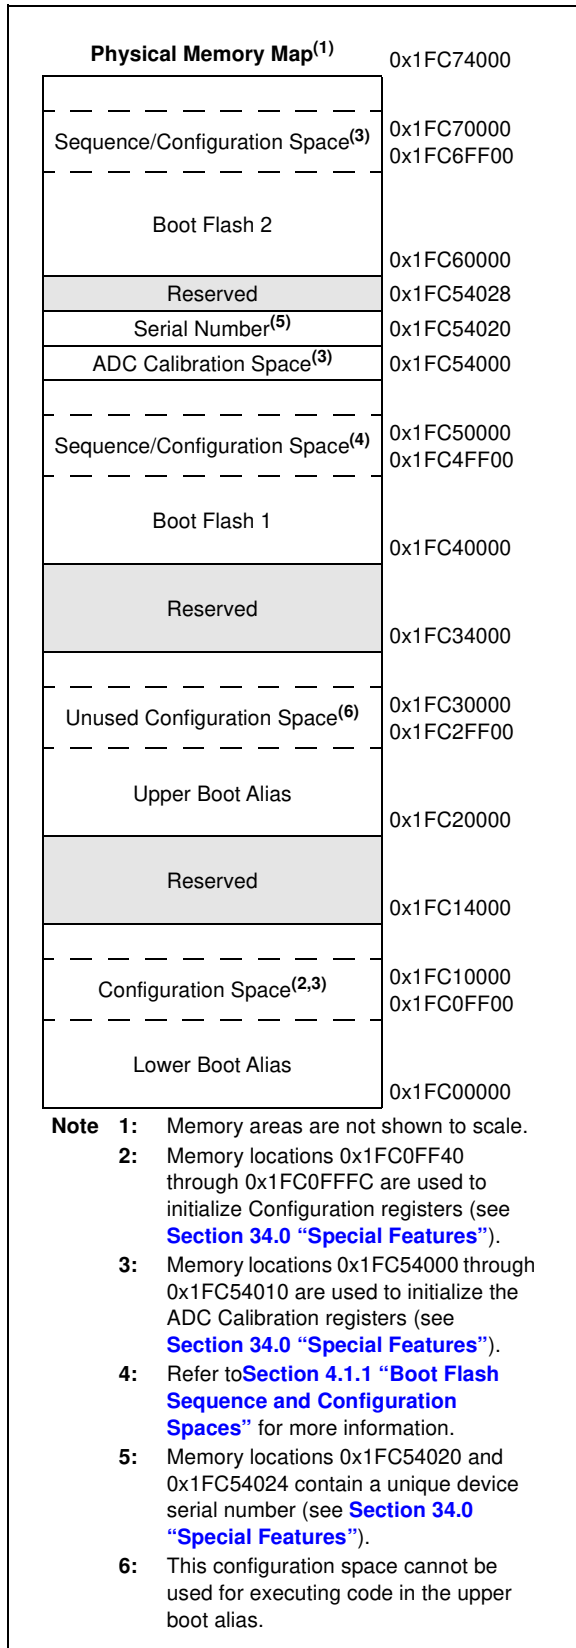 Physical Memory Map(1)
0x1FC74000
Sequence/Configuration Space(3)
0x1FC70000
0x1FC6FF00
Boot Flash 2
0x1FC60000
Reserved
0x1FC54028
Serial Number(5)
0x1FC54020
ADC Calibration Space(3)
0x1FC54000
Sequence/Configuration Space(4)
0x1FC50000
0x1FC4FF00
Boot Flash 1
0x1FC40000
Reserved
0x1FC34000
Unused Configuration Space(6)
0x1FC30000
0x1FC2FF00
Upper Boot Alias
0x1FC20000
Reserved
0x1FC14000
Configuration Space(2,3)
0x1FC10000
0x1FC0FF00
Lower Boot Alias
0x1FC00000
Note 1: Memory areas are not shown to scale.
2: Memory locations 0x1FC0FF40
through 0x1FC0FFFC are used to
initialize Configuration registers (see
Section 34.0 “Special Features”).
3: Memory locations 0x1FC54000 through
0x1FC54010 are used to initialize the
ADC Calibration registers (see
Section 34.0 “Special Features”).
4: Refer toSection 4.1.1 “Boot Flash
Sequence and Configuration
Spaces” for more information.
5: Memory locations 0x1FC54020 and
0x1FC54024 contain a unique device
serial number (see Section 34.0
“Special Features”).
6: This configuration space cannot be
used for executing code in the upper
boot alias.